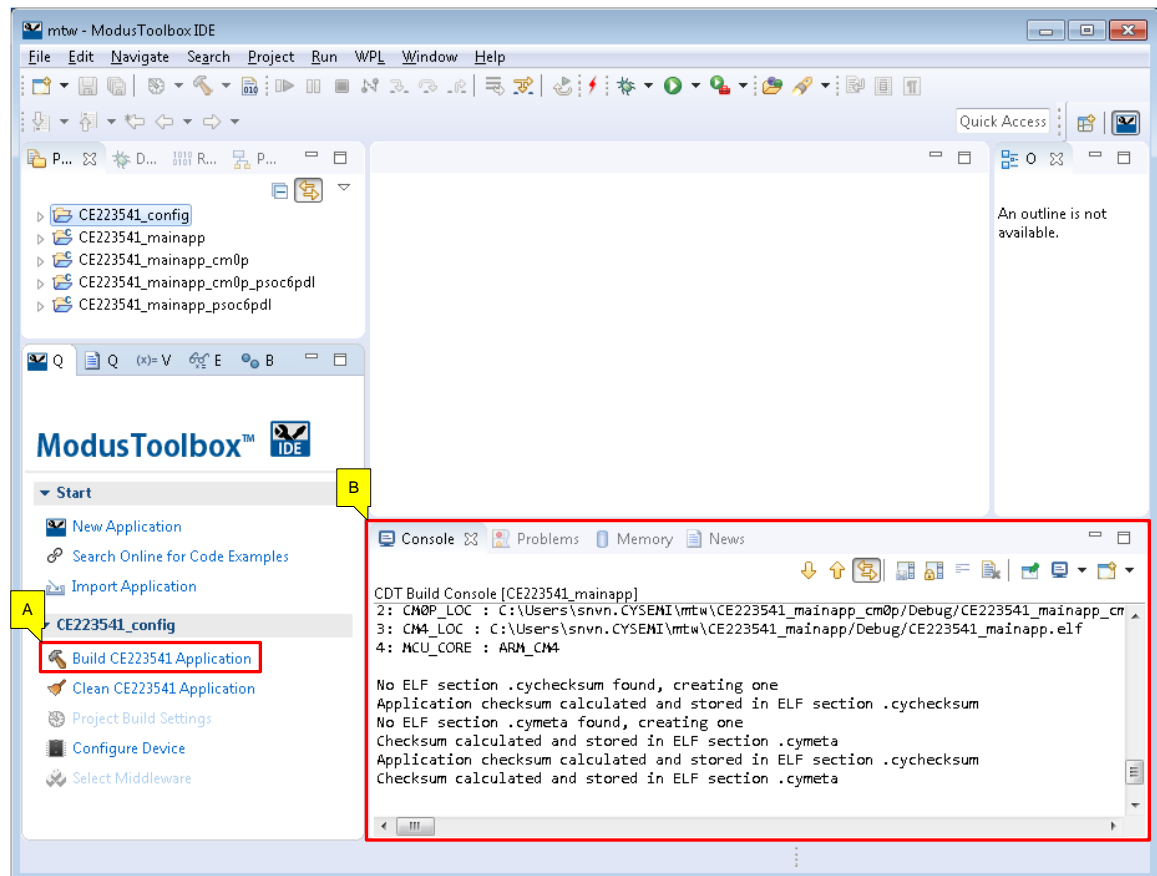 mtw - ModusToolbox IDE
File Edit Navigate Search Project Run WPL Window Help
Quick Access
P... D... R... P...
CE223541_config
CE223541_mainapp
CE223541_mainapp_cm0p
CE223541_mainapp_cm0p_psoc6pdl
CE223541_mainapp_psoc6pdl
O
An outline is not
available.
Q Q (x)= V E B
ModusToolbox™ IDE
Start
New Application
Search Online for Code Examples
Import Application
A
CE223541_config
Build CE223541 Application
Clean CE223541 Application
Project Build Settings
Configure Device
Select Middleware
B
Console Problems Memory News
CDT Build Console [CE223541_mainapp]
2: CM0P_LOC : C:\Users\snvn.CYSEMI\mtw\CE223541_mainapp_cm0p/Debug/CE223541_mainapp_cm
3: CM4_LOC : C:\Users\snvn.CYSEMI\mtw\CE223541_mainapp/Debug/CE223541_mainapp.elf
4: MCU_CORE : ARM_CM4
No ELF section .cychecksum found, creating one
Application checksum calculated and stored in ELF section .cychecksum
No ELF section .cymeta found, creating one
Checksum calculated and stored in ELF section .cymeta
Application checksum calculated and stored in ELF section .cychecksum
Checksum calculated and stored in ELF section .cymeta